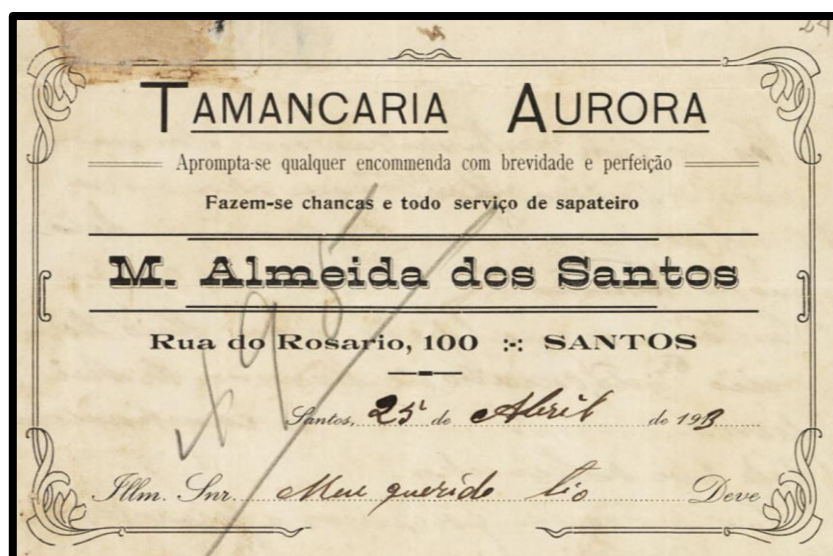 24
TAMANCARIA AURORA
Aprompta-se qualquer encommenda com brevidade e perfeição
Fazem-se chancas e todo serviço de sapateiro
M. Almeida dos Santos
Rua do Rosario, 100 :-: SANTOS
Santos, 25 de Abril de 1913
Illm. Snr. Meu querido tio Deve